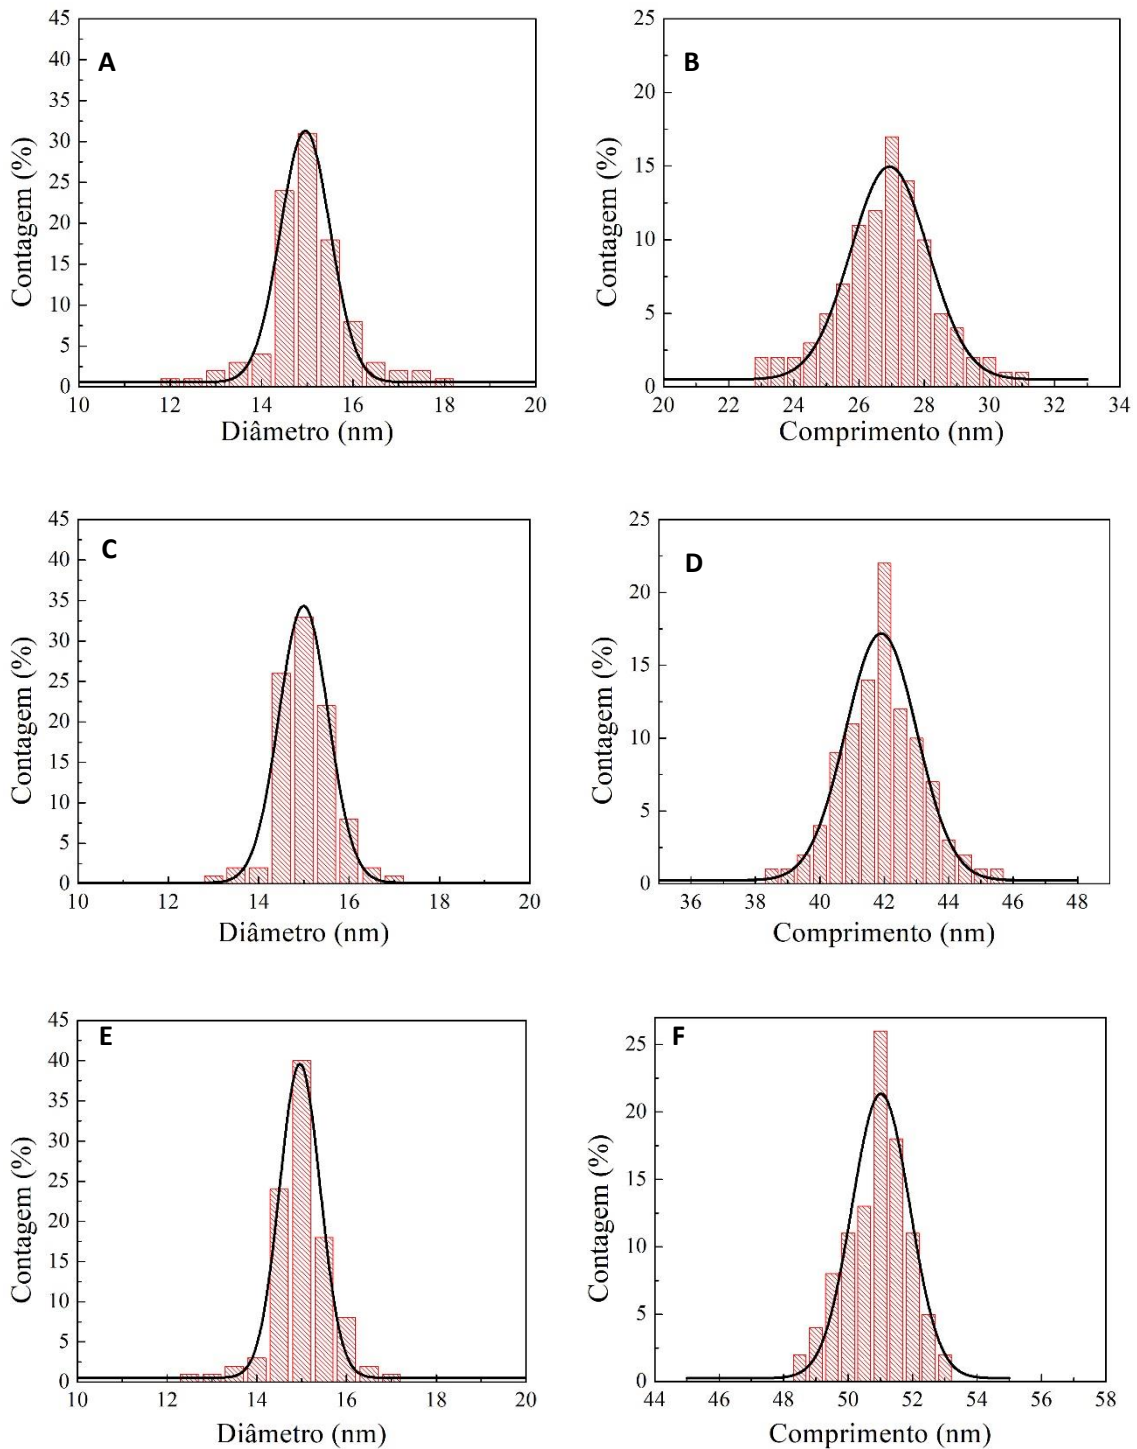 A
Contagem (%)
45
40
35
30
25
20
15
10
5
0
10 12 14 16 18 20
Diâmetro (nm)
B
Contagem (%)
25
20
15
10
5
0
20 22 24 26 28 30 32 34
Comprimento (nm)
C
Contagem (%)
45
40
35
30
25
20
15
10
5
0
10 12 14 16 18 20
Diâmetro (nm)
D
Contagem (%)
25
20
15
10
5
0
36 38 40 42 44 46 48
Comprimento (nm)
E
Contagem (%)
45
40
35
30
25
20
15
10
5
0
10 12 14 16 18 20
Diâmetro (nm)
F
Contagem (%)
25
20
15
10
5
0
44 46 48 50 52 54 56 58
Comprimento (nm)